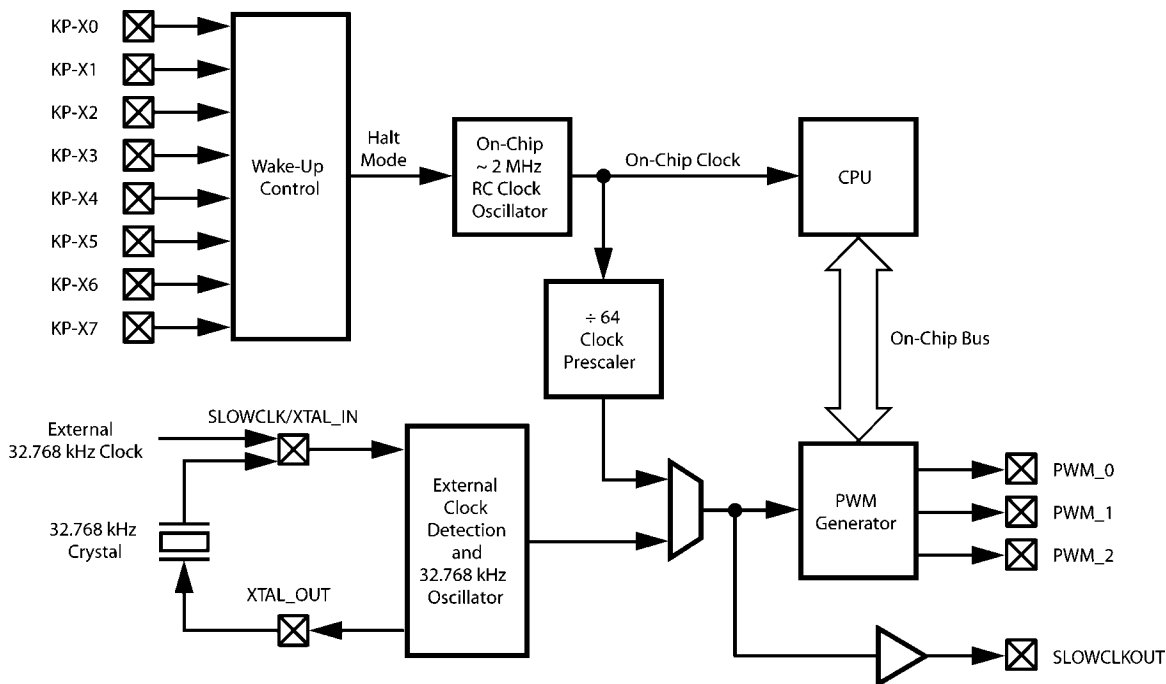 KP-X0
KP-X1
KP-X2
KP-X3
KP-X4
KP-X5
KP-X6
KP-X7
Wake-Up
Control
Halt
Mode
On-Chip
~ 2 MHz
RC Clock
Oscillator
On-Chip Clock
CPU
÷ 64
Clock
Prescaler
On-Chip Bus
SLOWCLK/XTAL_IN
External
32.768 kHz Clock
32.768 kHz
Crystal
XTAL_OUT
External
Clock
Detection
and
32.768 kHz
Oscillator
PWM
Generator
PWM_0
PWM_1
PWM_2
SLOWCLKOUT